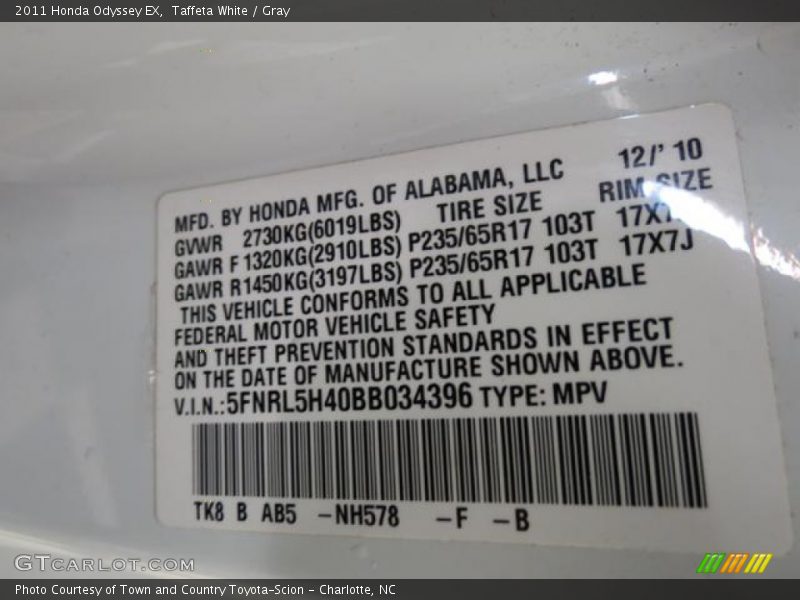 2011 Honda Odyssey EX, Taffeta White / Gray
12/' 10
MFD. BY HONDA MFG. OF ALABAMA, LLC
GVWR 2730KG(6019LBS) TIRE SIZE RIM SIZE
GAWR F 1320KG(2910LBS) P235/65R17 103T 17X7
GAWR R1450KG(3197LBS) P235/65R17 103T 17X7J
THIS VEHICLE CONFORMS TO ALL APPLICABLE
FEDERAL MOTOR VEHICLE SAFETY
AND THEFT PREVENTION STANDARDS IN EFFECT
ON THE DATE OF MANUFACTURE SHOWN ABOVE.
V.I.N.:5FNRL5H40BB034396 TYPE: MPV
TK8 B AB5 –NH578 –F –B
GTCARLOT.COM
Photo Courtesy of Town and Country Toyota-Scion – Charlotte, NC